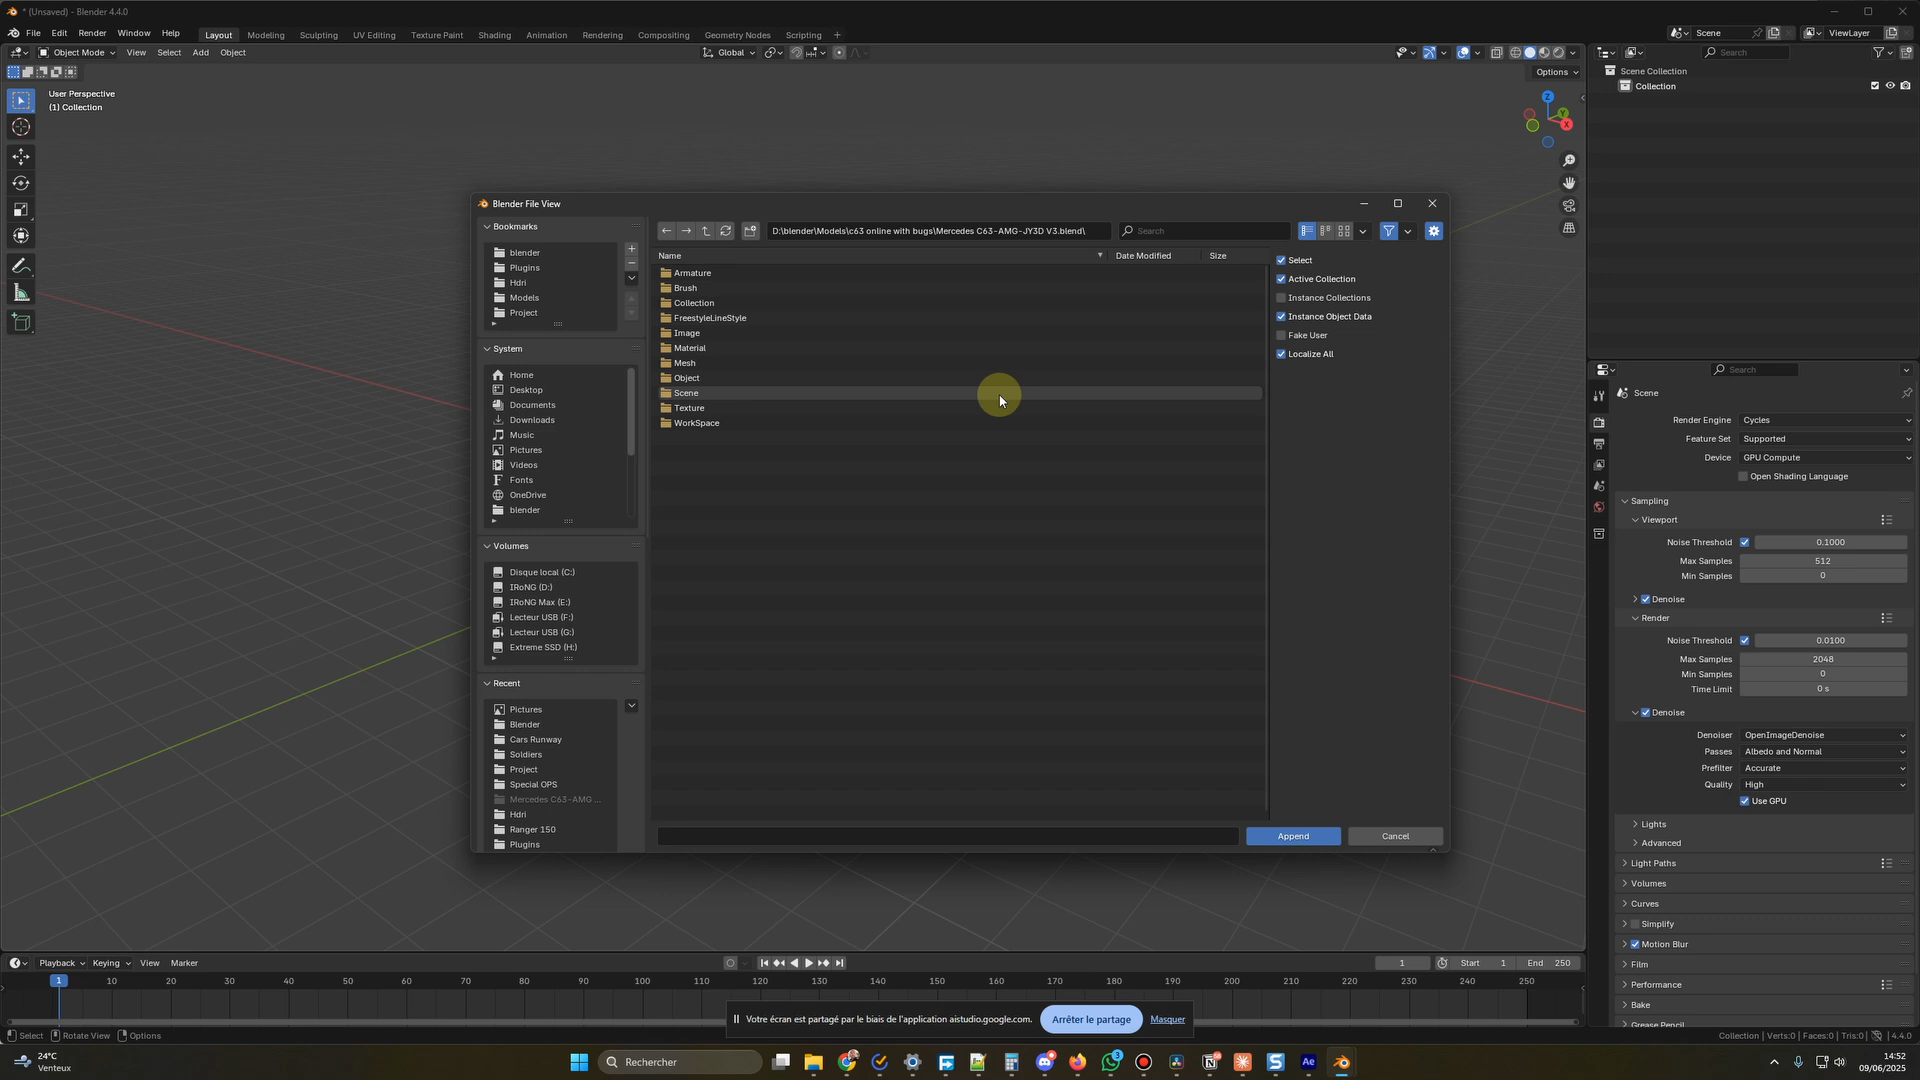 * (Unsaved) - Blender 4.4.0
File Edit Render Window Help
Layout Modeling Sculpting UV Editing Texture Paint Shading Animation Rendering Compositing Geometry Nodes Scripting +
Scene
ViewLayer
Object Mode View Select Add Object
Global
Search
Options
User Perspective
(1) Collection
Z
Y
X
Scene Collection
Collection
Blender File View
Bookmarks
blender
Plugins
Hdri
Models
Project
System
Home
Desktop
Documents
Downloads
Music
Pictures
Videos
Fonts
OneDrive
blender
Volumes
Disque local (C:)
IRoNG (D:)
IRoNG Max (E:)
Lecteur USB (F:)
Lecteur USB (G:)
Extreme SSD (H:)
Recent
Pictures
Blender
Cars Runway
Soldiers
Project
Special OPS
Mercedes C63-AMG ...
Hdri
Ranger 150
Plugins
D:\blender\Models\c63 online with bugs\Mercedes C63-AMG-JY3D V3.blend\
Search
Name Date Modified Size
Armature
Brush
Collection
FreestyleLineStyle
Image
Material
Mesh
Object
Scene
Texture
WorkSpace
Select
Active Collection
Instance Collections
Instance Object Data
Fake User
Localize All
Append
Cancel
Search
Scene
Render Engine Cycles
Feature Set Supported
Device GPU Compute
Open Shading Language
Sampling
Viewport
Noise Threshold 0.1000
Max Samples 512
Min Samples 0
Denoise
Render
Noise Threshold 0.0100
Max Samples 2048
Min Samples 0
Time Limit 0 s
Denoise
Denoiser OpenImageDenoise
Passes Albedo and Normal
Prefilter Accurate
Quality High
Use GPU
Lights
Advanced
Light Paths
Volumes
Curves
Simplify
Motion Blur
Film
Performance
Bake
Grease Pencil
Playback Keying View Marker
1 Start 1 End 250
1 10 20 30 40 50 60 70 80 90 100 110 120 130 140 150 160 170 180 190 200 210 220 230 240 250
Votre écran est partagé par le biais de l'application aistudio.google.com. Arrêter le partage Masquer
Select Rotate View Options
Collection | Verts:0 | Faces:0 | Tris:0 | 4.4.0
24°C
Venteux
Rechercher
3
Ae
14:52
09/06/2025